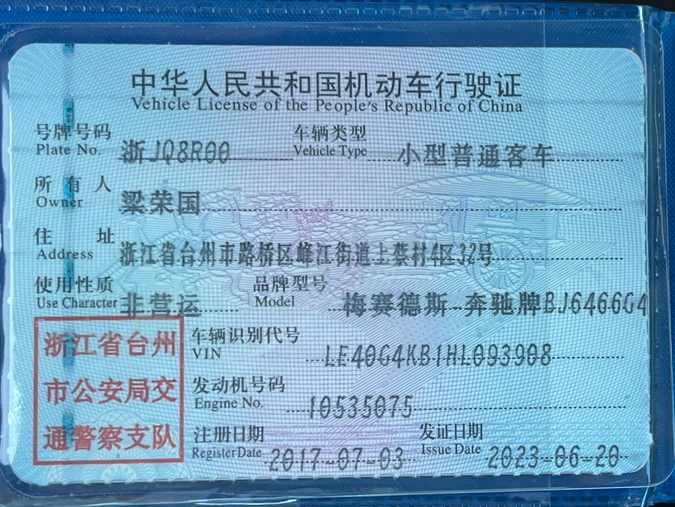 中华人民共和国机动车行驶证
Vehicle License of the People's Republic of China
号牌号码 浙JQ8R00 车辆类型 小型普通客车
Plate No. Vehicle Type
所有人 梁荣国
Owner
住址 浙江省台州市路桥区峰江街道上蔡村4区32号
Address
使用性质 非营运 品牌型号 梅赛德斯-奔驰牌BJ6466G4
Use Character Model
浙江省台州
市公安局交
通警察支队
车辆识别代号 LE40G4KB1HL093908
VIN
发动机号码 10535075
Engine No.
注册日期 2017-07-03 发证日期 2023-06-20
Register Date Issue Date